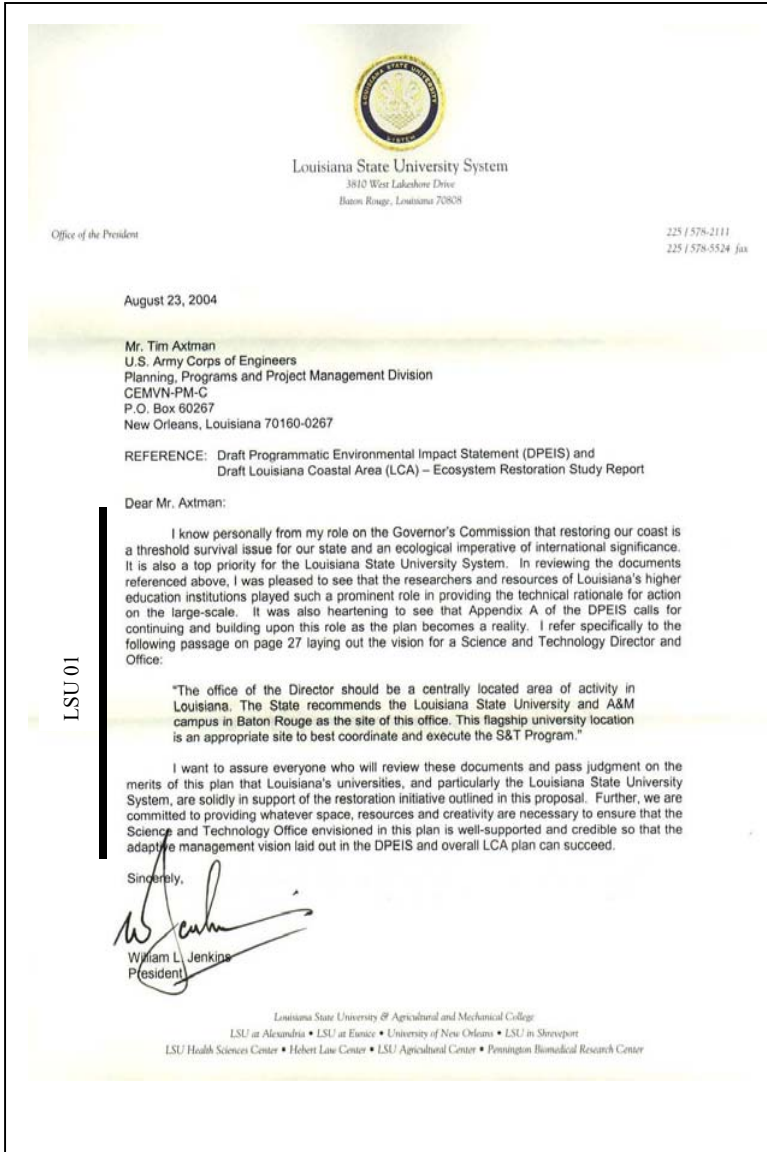 LOUISIANA STATE UNIVERSITY
SYSTEM
Louisiana State University System
3810 West Lakeshore Drive
Baton Rouge, Louisiana 70808
Office of the President
225 / 578-2111
225 / 578-5524 fax
August 23, 2004
Mr. Tim Axtman
U.S. Army Corps of Engineers
Planning, Programs and Project Management Division
CEMVN-PM-C
P.O. Box 60267
New Orleans, Louisiana 70160-0267
REFERENCE: Draft Programmatic Environmental Impact Statement (DPEIS) and
Draft Louisiana Coastal Area (LCA) – Ecosystem Restoration Study Report
Dear Mr. Axtman:
I know personally from my role on the Governor's Commission that restoring our coast is
a threshold survival issue for our state and an ecological imperative of international significance.
It is also a top priority for the Louisiana State University System. In reviewing the documents
referenced above, I was pleased to see that the researchers and resources of Louisiana's higher
education institutions played such a prominent role in providing the technical rationale for action
on the large-scale. It was also heartening to see that Appendix A of the DPEIS calls for
continuing and building upon this role as the plan becomes a reality. I refer specifically to the
following passage on page 27 laying out the vision for a Science and Technology Director and
Office:
LSU 01
"The office of the Director should be a centrally located area of activity in
Louisiana. The State recommends the Louisiana State University and A&M
campus in Baton Rouge as the site of this office. This flagship university location
is an appropriate site to best coordinate and execute the S&T Program."
I want to assure everyone who will review these documents and pass judgment on the
merits of this plan that Louisiana's universities, and particularly the Louisiana State University
System, are solidly in support of the restoration initiative outlined in this proposal. Further, we are
committed to providing whatever space, resources and creativity are necessary to ensure that the
Science and Technology Office envisioned in this plan is well-supported and credible so that the
adaptive management vision laid out in the DPEIS and overall LCA plan can succeed.
Sincerely,
W Jenkins
William L. Jenkins
President
Louisiana State University & Agricultural and Mechanical College
LSU at Alexandria • LSU at Eunice • University of New Orleans • LSU in Shreveport
LSU Health Sciences Center • Hebert Law Center • LSU Agricultural Center • Pennington Biomedical Research Center